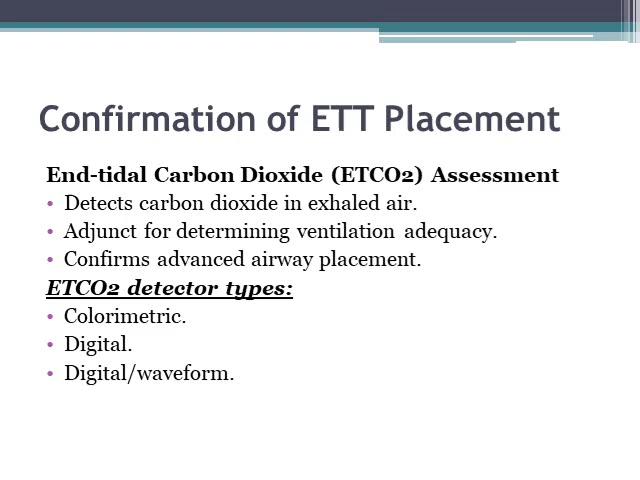 Confirmation of ETT Placement
End-tidal Carbon Dioxide (ETCO2) Assessment
• Detects carbon dioxide in exhaled air.
• Adjunct for determining ventilation adequacy.
• Confirms advanced airway placement.
ETCO2 detector types:
• Colorimetric.
• Digital.
• Digital/waveform.